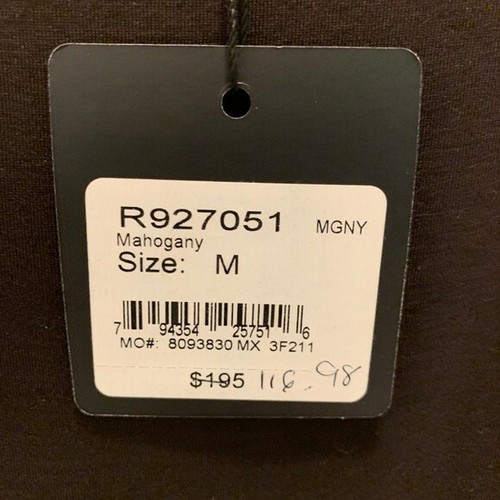 R927051 MGNY
Mahogany
Size: M
7 94354 25751 6
MO#: 8093830 MX 3F211
$195 116.98